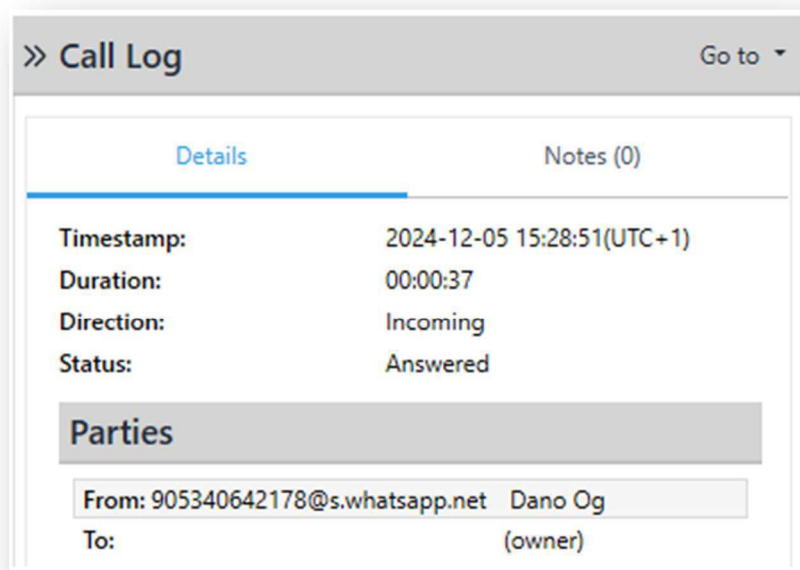 » Call Log Go to
Details Notes (0)
Timestamp: 2024-12-05 15:28:51(UTC+1)
Duration: 00:00:37
Direction: Incoming
Status: Answered
Parties
From: 905340642178@s.whatsapp.net Dano Og
To: (owner)